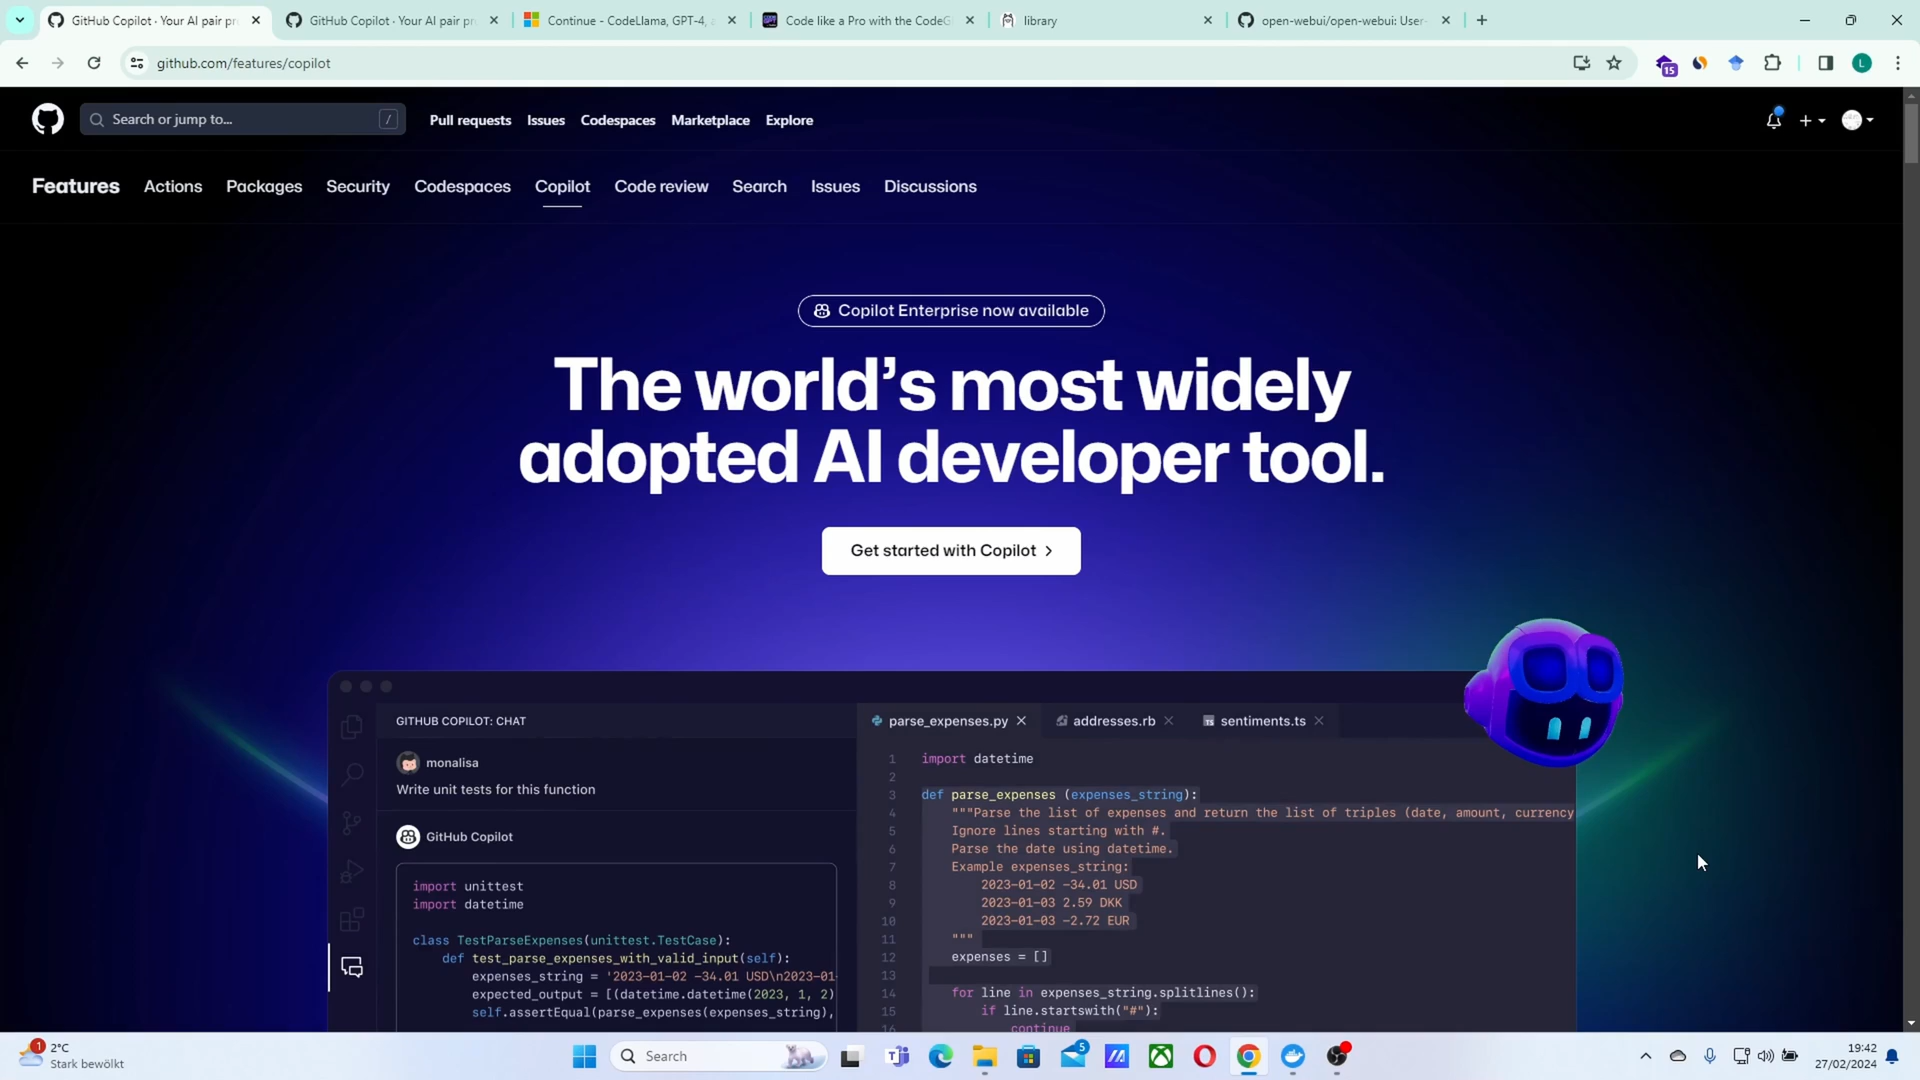 GitHub Copilot · Your AI pair pr
GitHub Copilot · Your AI pair pr
Continue - CodeLlama, GPT-4, a
Code like a Pro with the CodeG
library
open-webui/open-webui: User-
github.com/features/copilot
15
L
Search or jump to...
/
Pull requests
Issues
Codespaces
Marketplace
Explore
Features
Actions
Packages
Security
Codespaces
Copilot
Code review
Search
Issues
Discussions
Copilot Enterprise now available
The world's most widely
adopted AI developer tool.
Get started with Copilot
GITHUB COPILOT: CHAT
monalisa
Write unit tests for this function
GitHub Copilot
import unittest
import datetime
class TestParseExpenses(unittest.TestCase):
def test_parse_expenses_with_valid_input(self):
expenses_string = '2023-01-02 -34.01 USD\n2023-01-
expected_output = [(datetime.datetime(2023, 1, 2)
self.assertEqual(parse_expenses(expenses_string),
parse_expenses.py
addresses.rb
sentiments.ts
1 import datetime
2
3 def parse_expenses (expenses_string):
4 """Parse the list of expenses and return the list of triples (date, amount, currency
5 Ignore lines starting with #.
6 Parse the date using datetime.
7 Example expenses_string:
8 2023-01-02 -34.01 USD
9 2023-01-03 2.59 DKK
10 2023-01-03 -2.72 EUR
11 """
12 expenses = []
13
14 for line in expenses_string.splitlines():
15 if line.startswith("#"):
16 continue
1
2°C
Stark bewölkt
Search
5
19:42
27/02/2024